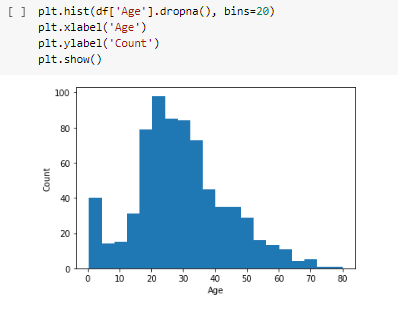 [ ] plt.hist(df['Age'].dropna(), bins=20)
plt.xlabel('Age')
plt.ylabel('Count')
plt.show()
100
80
60
40
20
0
Count
0 10 20 30 40 50 60 70 80
Age